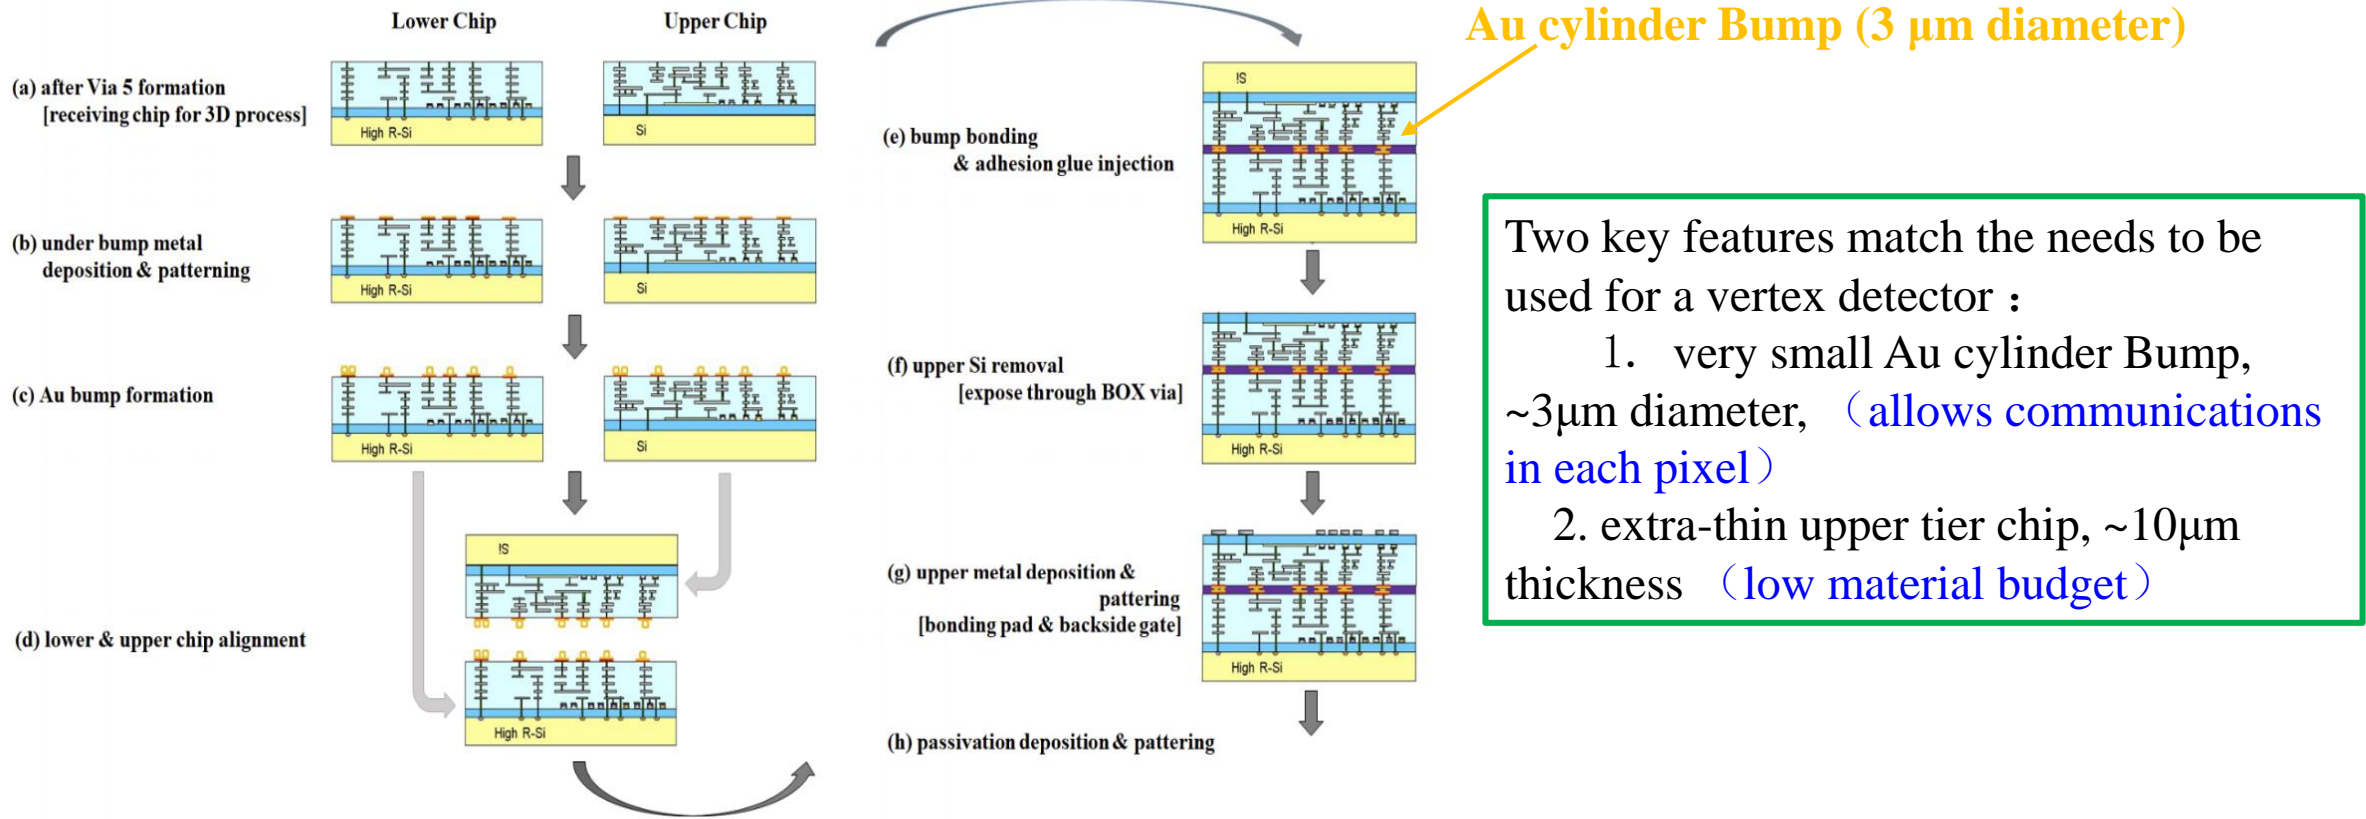 Lower Chip
Upper Chip
(a) after Via 5 formation
[receiving chip for 3D process]
High R-Si
Si
(b) under bump metal
deposition & patterning
High R-Si
Si
(c) Au bump formation
High R-Si
Si
Si
(d) lower & upper chip alignment
High R-Si
Au cylinder Bump (3 μm diameter)
Si
(e) bump bonding
& adhesion glue injection
High R-Si
(f) upper Si removal
[expose through BOX via]
High R-Si
(g) upper metal deposition &
pattering
[bonding pad & backside gate]
High R-Si
(h) passivation deposition & pattering
Two key features match the needs to be
used for a vertex detector：
1. very small Au cylinder Bump,
~3μm diameter, （allows communications
in each pixel）
2. extra-thin upper tier chip, ~10μm
thickness （low material budget）